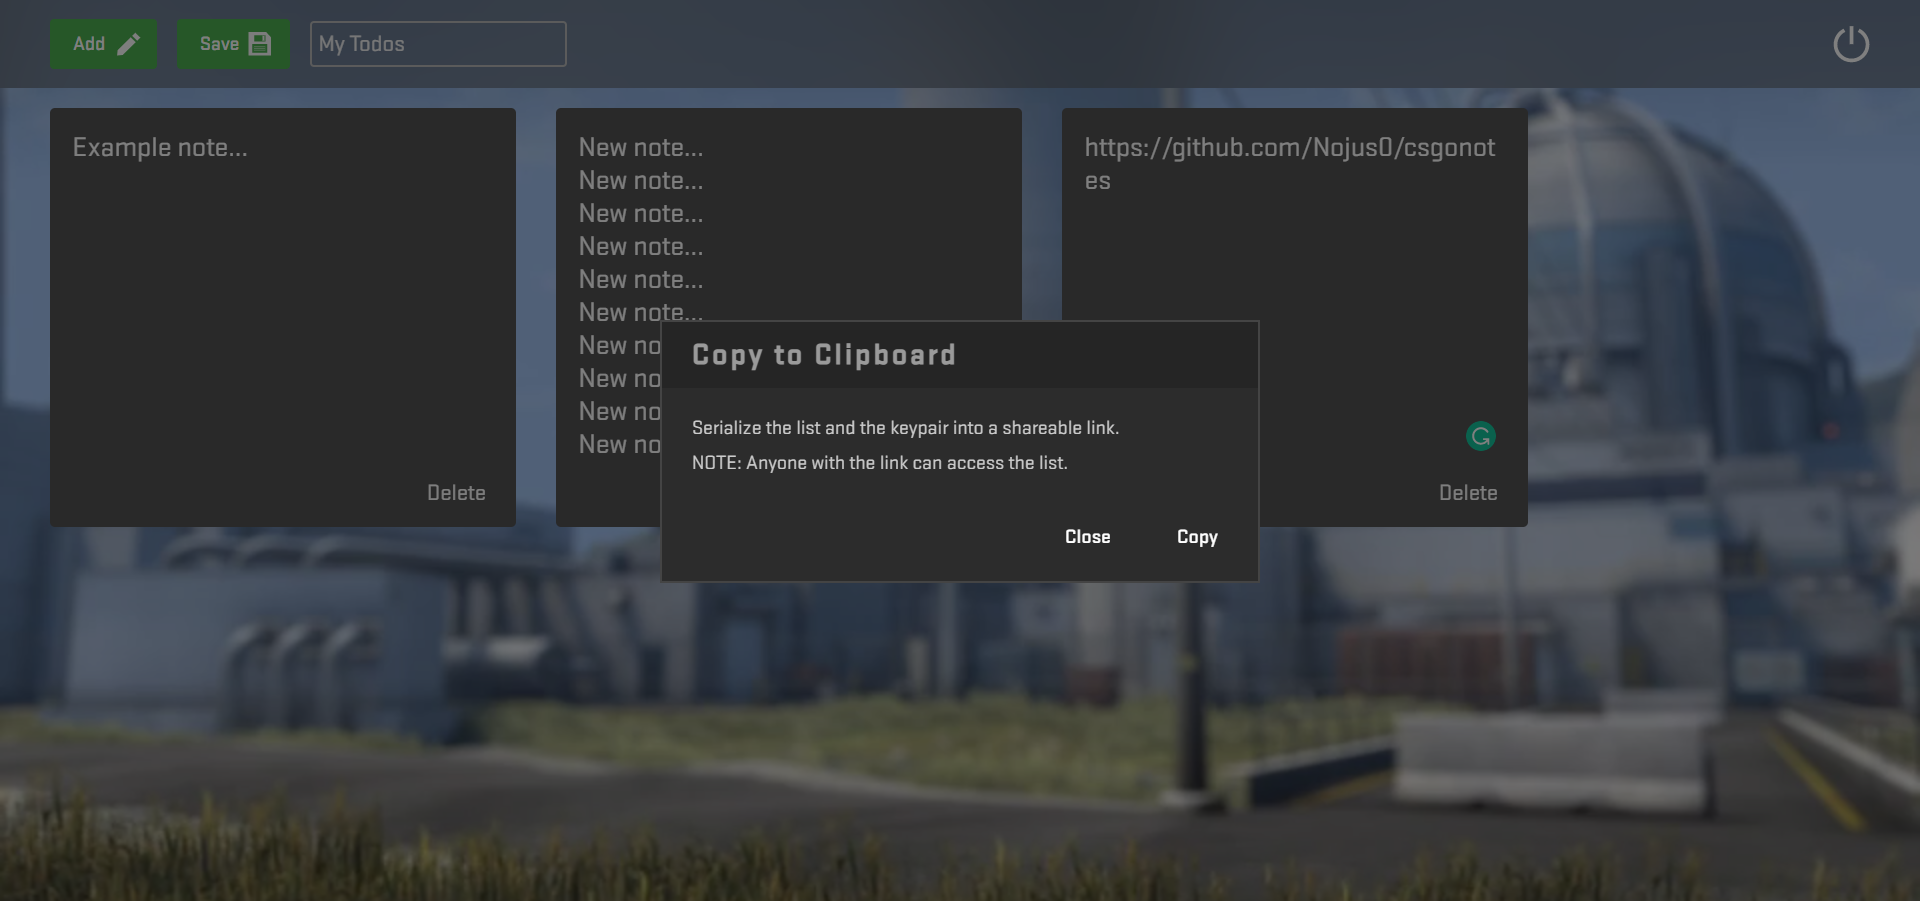 Add
Save
My Todos
Example note...
Delete
New note...
New note...
New note...
New note...
New note...
New note...
New no
New no
New no
New no
https://github.com/Nojus0/csgonot
es
Delete
Copy to Clipboard
Serialize the list and the keypair into a shareable link.
NOTE: Anyone with the link can access the list.
Close
Copy